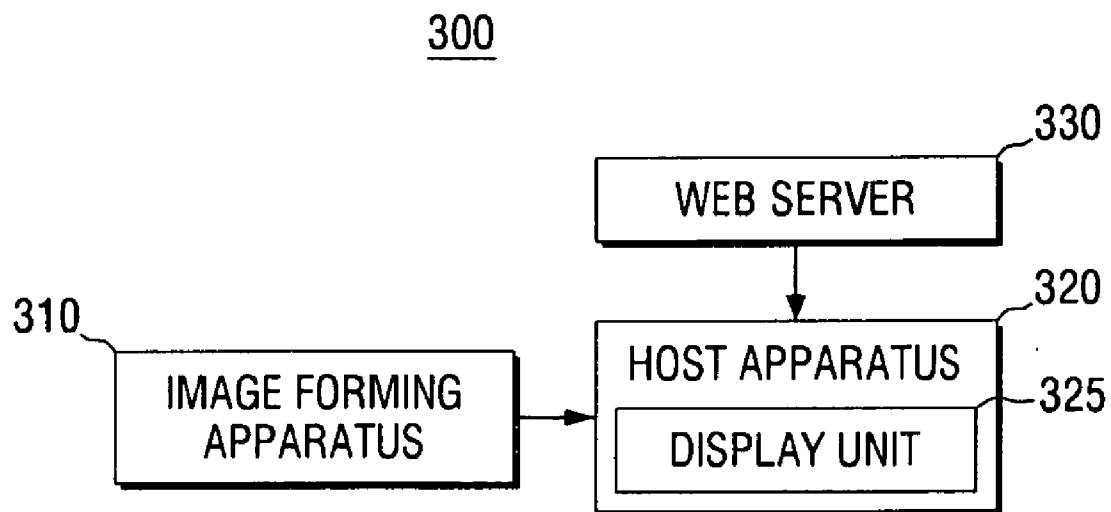 300
330
WEB SERVER
320
310
HOST APPARATUS
IMAGE FORMING
APPARATUS
325
DISPLAY UNIT